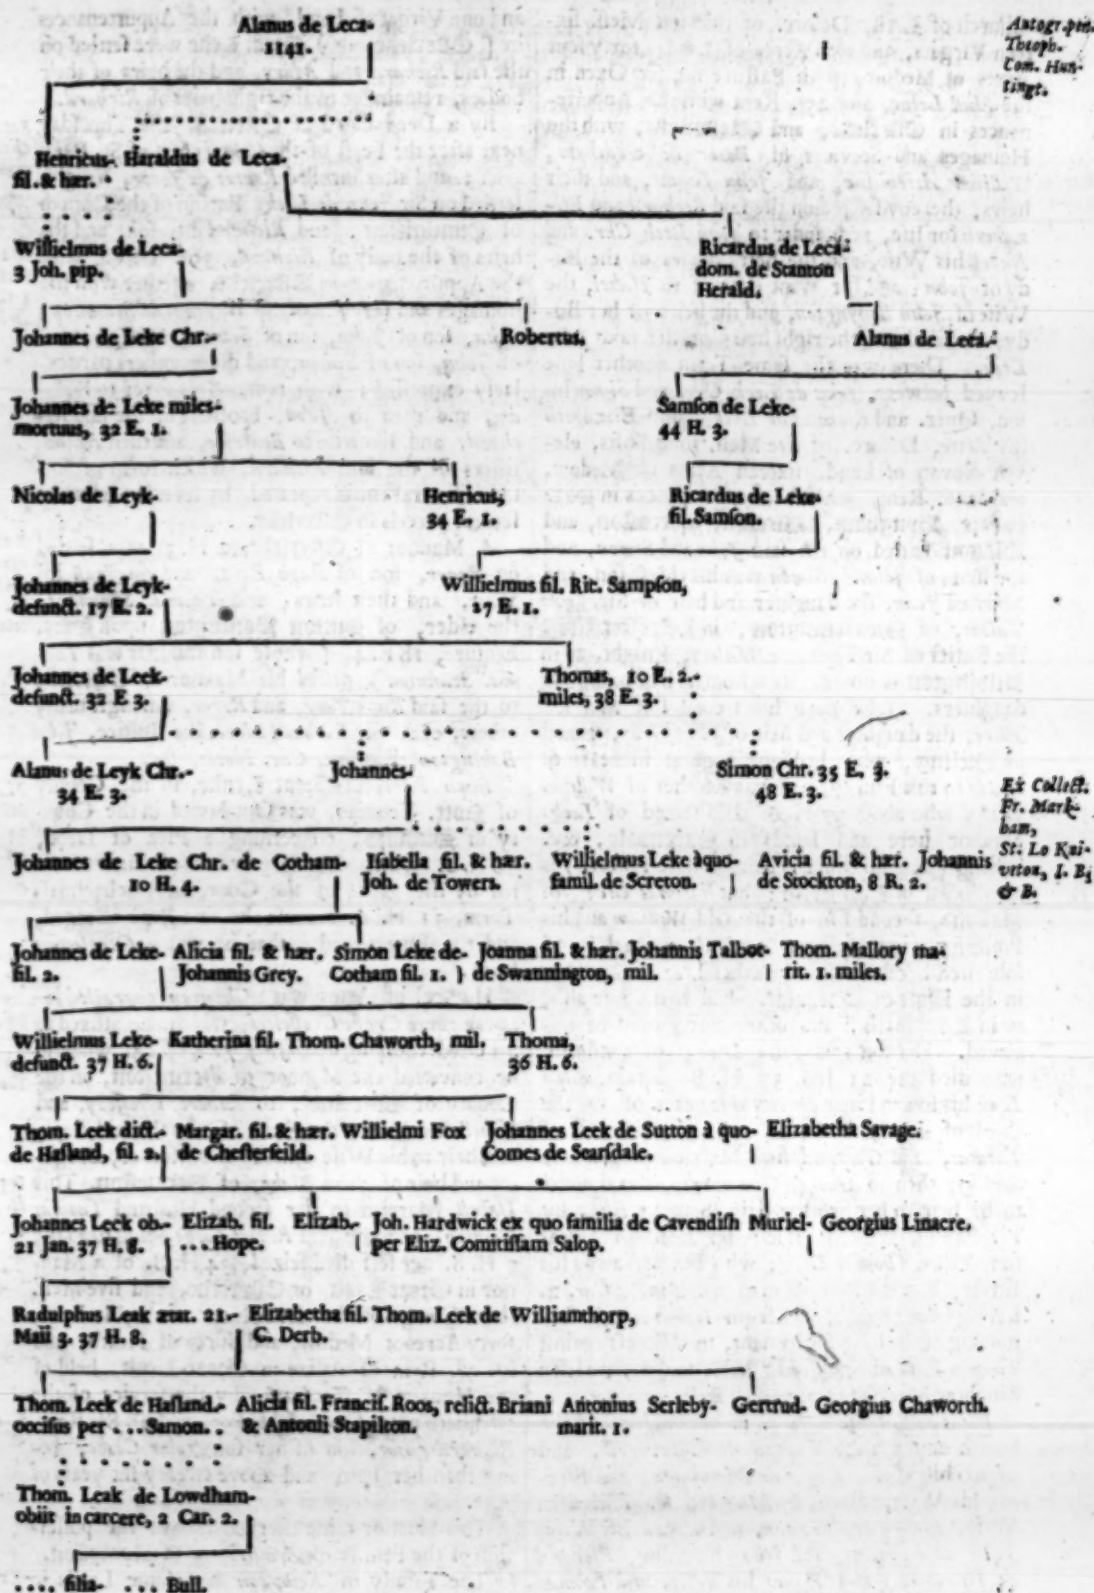 Alanus de Leca-
1141.
Autogr. pen.
Theoph.
Com. Hun-
tingt.
Henricus- Haraldus de Leca-
fil. & hær.
Willielmus de Leca-
3 Joh. pip.
Ricardus de Leca-
dom. de Stanton
Herald.
Johannes de Leke Chr.-
Robertus.
Alanus de Leca-
Johannes de Leke miles-
mortuus, 32 E. 1.
Samson de Leke-
44 H. 3.
Nicolas de Leyk-
Henricus,
34 E. 1.
Ricardus de Leke-
fil. Samson.
Johannes de Leyk-
defunct. 17 E. 2.
Willielmus fil. Ric. Sampson,
27 E. 1.
Johannes de Leek-
defunct. 32 E 3.
Thomas, 10 E. 2.-
miles, 38 E. 3.
Alanus de Leyk Chr.-
34 E. 3.
Johannes-
Simon Chr. 35 E. 3.
48 E. 3.
Ex Collect.
Fr. Mark-
ham,
St. Lo Kni-
veton, I. B.
& B.
Johannes de Leke Chr. de Cotham-
10 H. 4.
Isabella fil. & hær.
Joh. de Towers.
Willielmus Leke àquo-
famil. de Screton.
Avicia fil. & hær. Johannis
de Stockton, 8 R. 2.
Johannes de Leke-
fil. 2.
Alicia fil. & hær.
Johannis Grey.
Simon Leke de-
Cotham fil. 1.
Joanna fil. & hær. Johannis Talbot-
de Swannington, mil.
Thom. Mallory ma-
rit. 1. miles.
Willielmus Leke-
defunct. 37 H. 6.
Katherina fil. Thom. Chaworth, mil.
Thoma,
36 H. 6.
Thom. Leek dict.-
de Hasland, fil. 2.
Margar. fil. & hær. Willielmi Fox
de Chesterfeild.
Johannes Leek de Sutton à quo-
Comes de Scarsdale.
Elizabetha Savage.
Johannes Leek ob.-
21 Jan. 37 H. 8.
Elizab. fil.
... Hope.
Elizab.-
Joh. Hardwick ex quo familia de Cavendish
per Eliz. Comitissam Salop.
Muriel- Georgius Linacre.
Radulphus Leak ætat. 21.-
Maii 3. 37 H. 8.
Elizabetha fil. Thom. Leek de Williamthorp,
C. Derb.
Thom. Leek de Hasland.-
occisus per ... Samon. .
Alicia fil. Francis. Roos, relict. Briani
& Antonii Stapilton.
Antonius Serleby-
marit. 1.
Gertrud- Georgius Chaworth.
Thom. Leak de Lowdham-
obiit in carcere, 2 Car. 2.
.... filia- ... Bull.